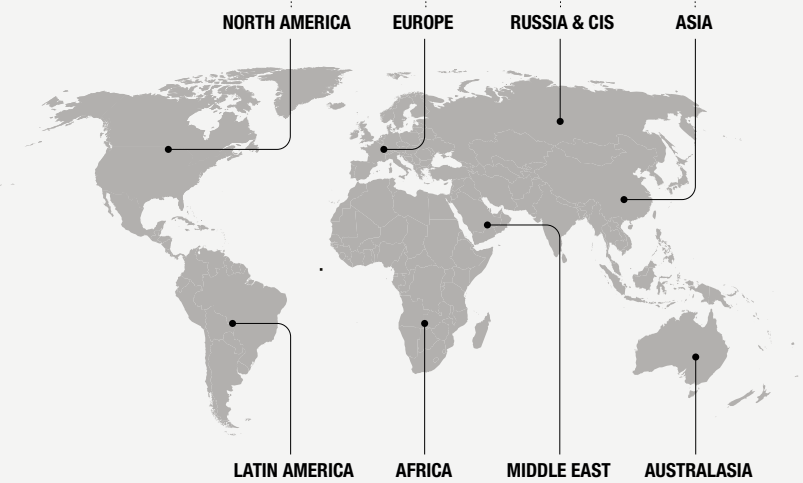 NORTH AMERICA
EUROPE
RUSSIA & CIS
ASIA
LATIN AMERICA
AFRICA
MIDDLE EAST
AUSTRALASIA